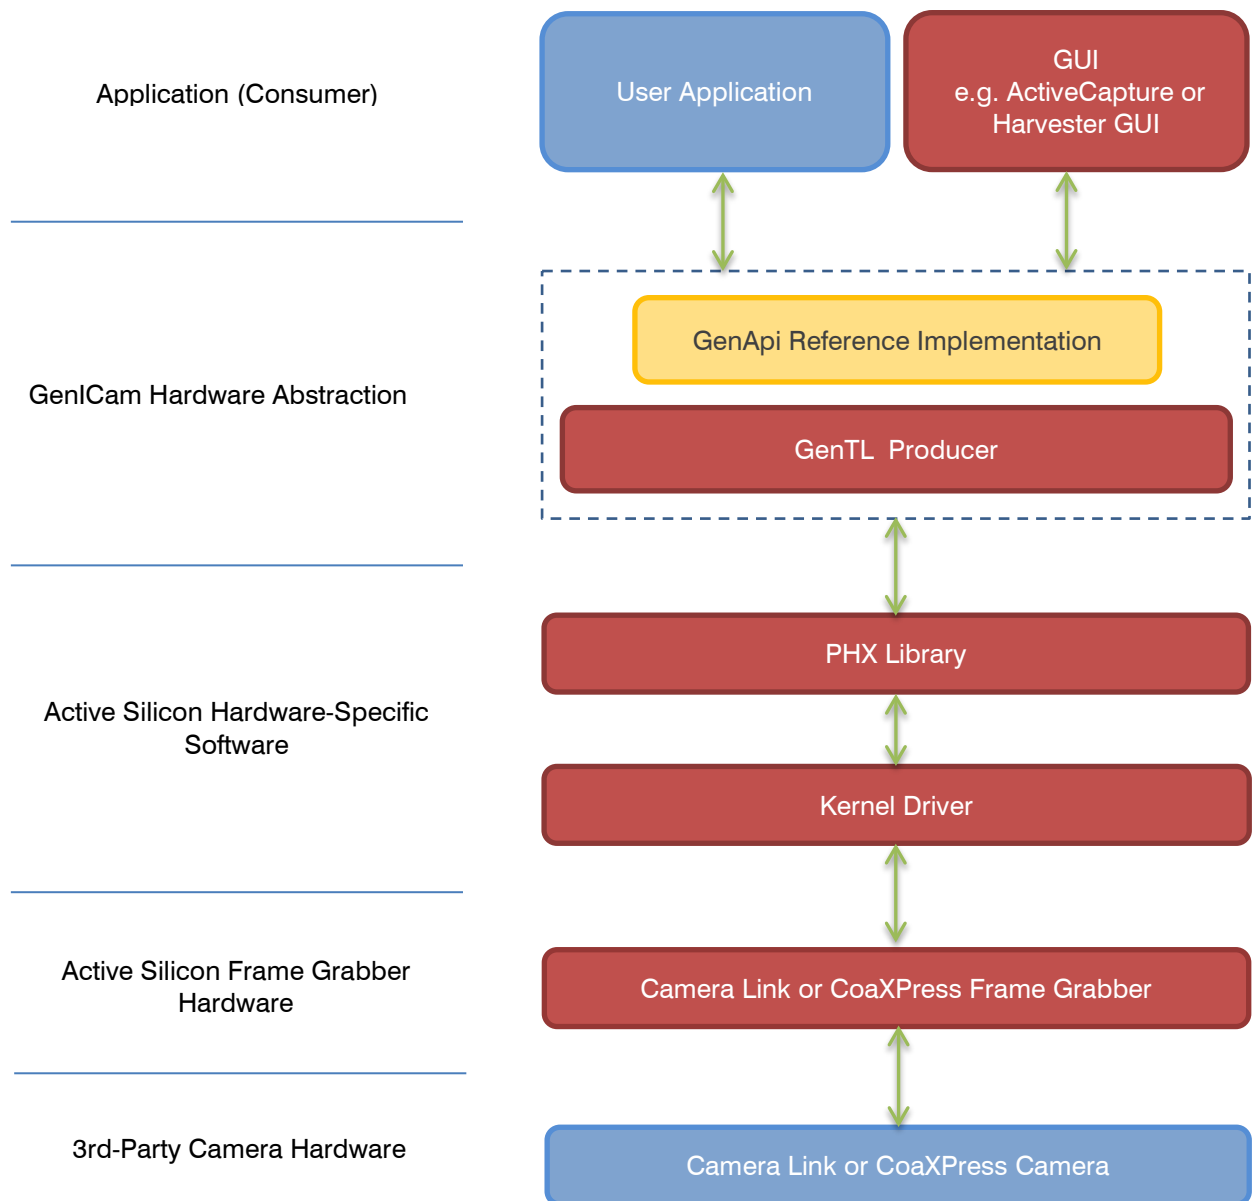 Application (Consumer)
User Application
GUI
e.g. ActiveCapture or
Harvester GUI
GenICam Hardware Abstraction
GenApi Reference Implementation
GenTL Producer
Active Silicon Hardware-Specific
Software
PHX Library
Kernel Driver
Active Silicon Frame Grabber
Hardware
Camera Link or CoaXPress Frame Grabber
3rd-Party Camera Hardware
Camera Link or CoaXPress Camera